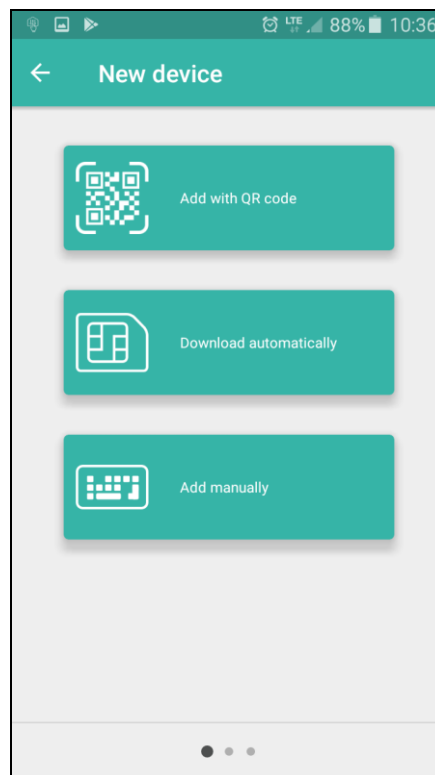 LTE 88% 10:36
New device
Add with QR code
Download automatically
Add manually